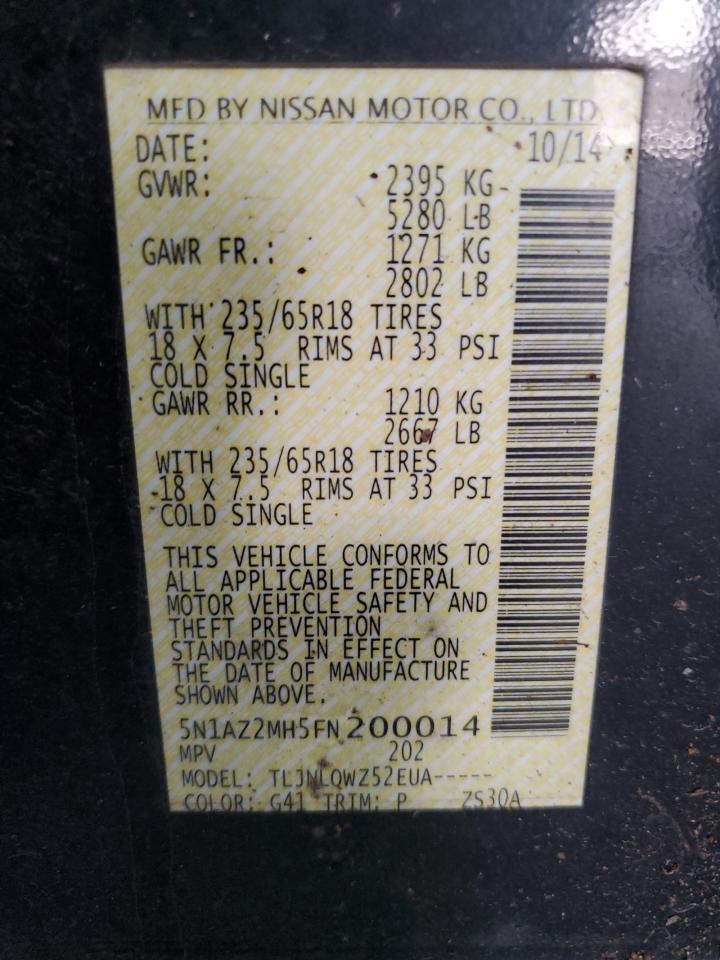 MFD BY NISSAN MOTOR CO., LTD
DATE: 10/14
GVWR: 2395 KG
5280 LB
GAWR FR.: 1271 KG
2802 LB
WITH 235/65R18 TIRES
18 X 7.5 RIMS AT 33 PSI
COLD SINGLE
GAWR RR.: 1210 KG
2667 LB
WITH 235/65R18 TIRES
18 X 7.5 RIMS AT 33 PSI
COLD SINGLE
THIS VEHICLE CONFORMS TO
ALL APPLICABLE FEDERAL
MOTOR VEHICLE SAFETY AND
THEFT PREVENTION
STANDARDS IN EFFECT ON
THE DATE OF MANUFACTURE
SHOWN ABOVE.
5N1AZ2MH5FN200014
MPV 202
MODEL: TLJNLQWZ52EUA-----
COLOR: G41 TRIM: P ZS30A